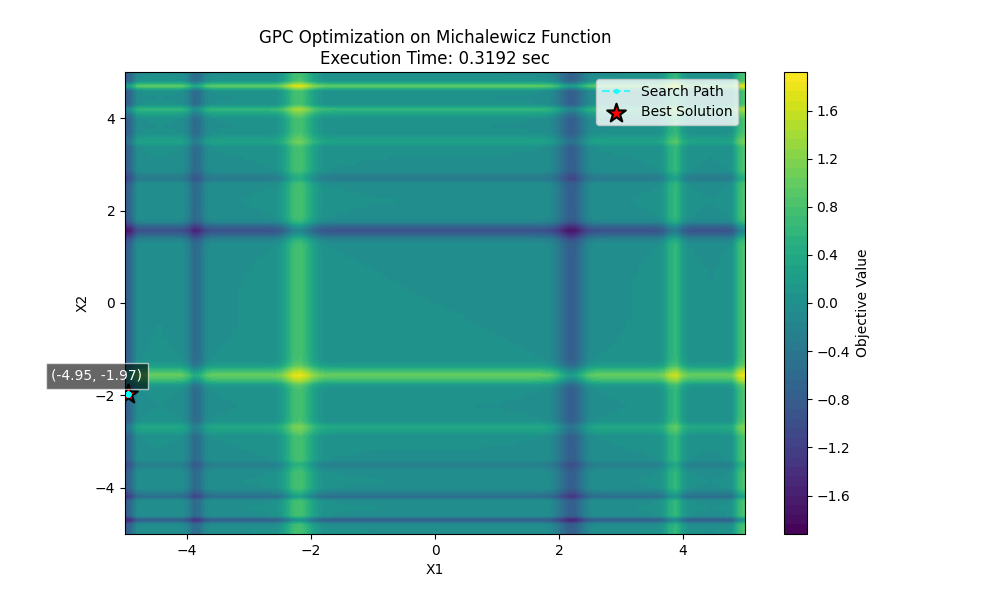 GPC Optimization on Michalewicz Function
Execution Time: 0.3192 sec
Search Path
Best Solution
(-4.95, -1.97)
X2
4
2
0
−2
−4
−4
−2
0
2
4
X1
1.6
1.2
0.8
0.4
0.0
−0.4
−0.8
−1.2
−1.6
Objective Value